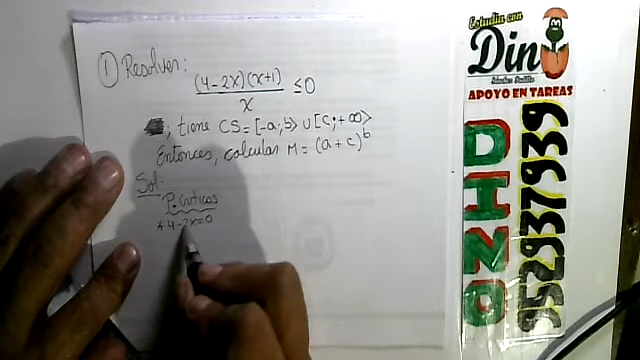 ① Resolver:
(4-2x)(x+1)
x
≤0
, tiene CS=[-a;b⟩∪[c;+∞⟩
Entonces, calcular M=(a+c)^b
Sol:
P. Críticos
* 4-2x=0
Estudia con
Dino
APOYO EN TAREAS
952937939